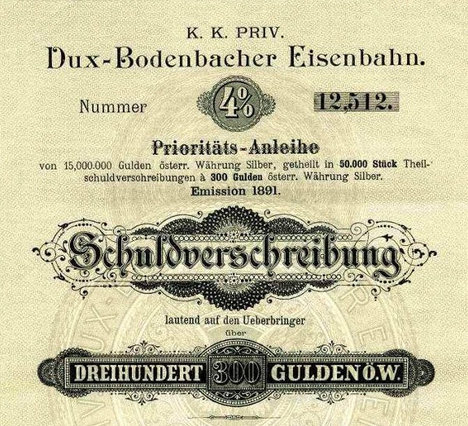 K. K. PRIV.
Dux-Bodenbacher Eisenbahn.
Nummer 4% 12,512.
Prioritäts-Anleihe
von 15,000.000 Gulden österr. Währung Silber, getheilt in 50.000 Stück Theil-
schuldverschreibungen à 300 Gulden österr. Währung Silber.
Emission 1891.
Schuldverschreibung
lautend auf den Ueberbringer
über
DREIHUNDERT 300 GULDEN Ö.W.